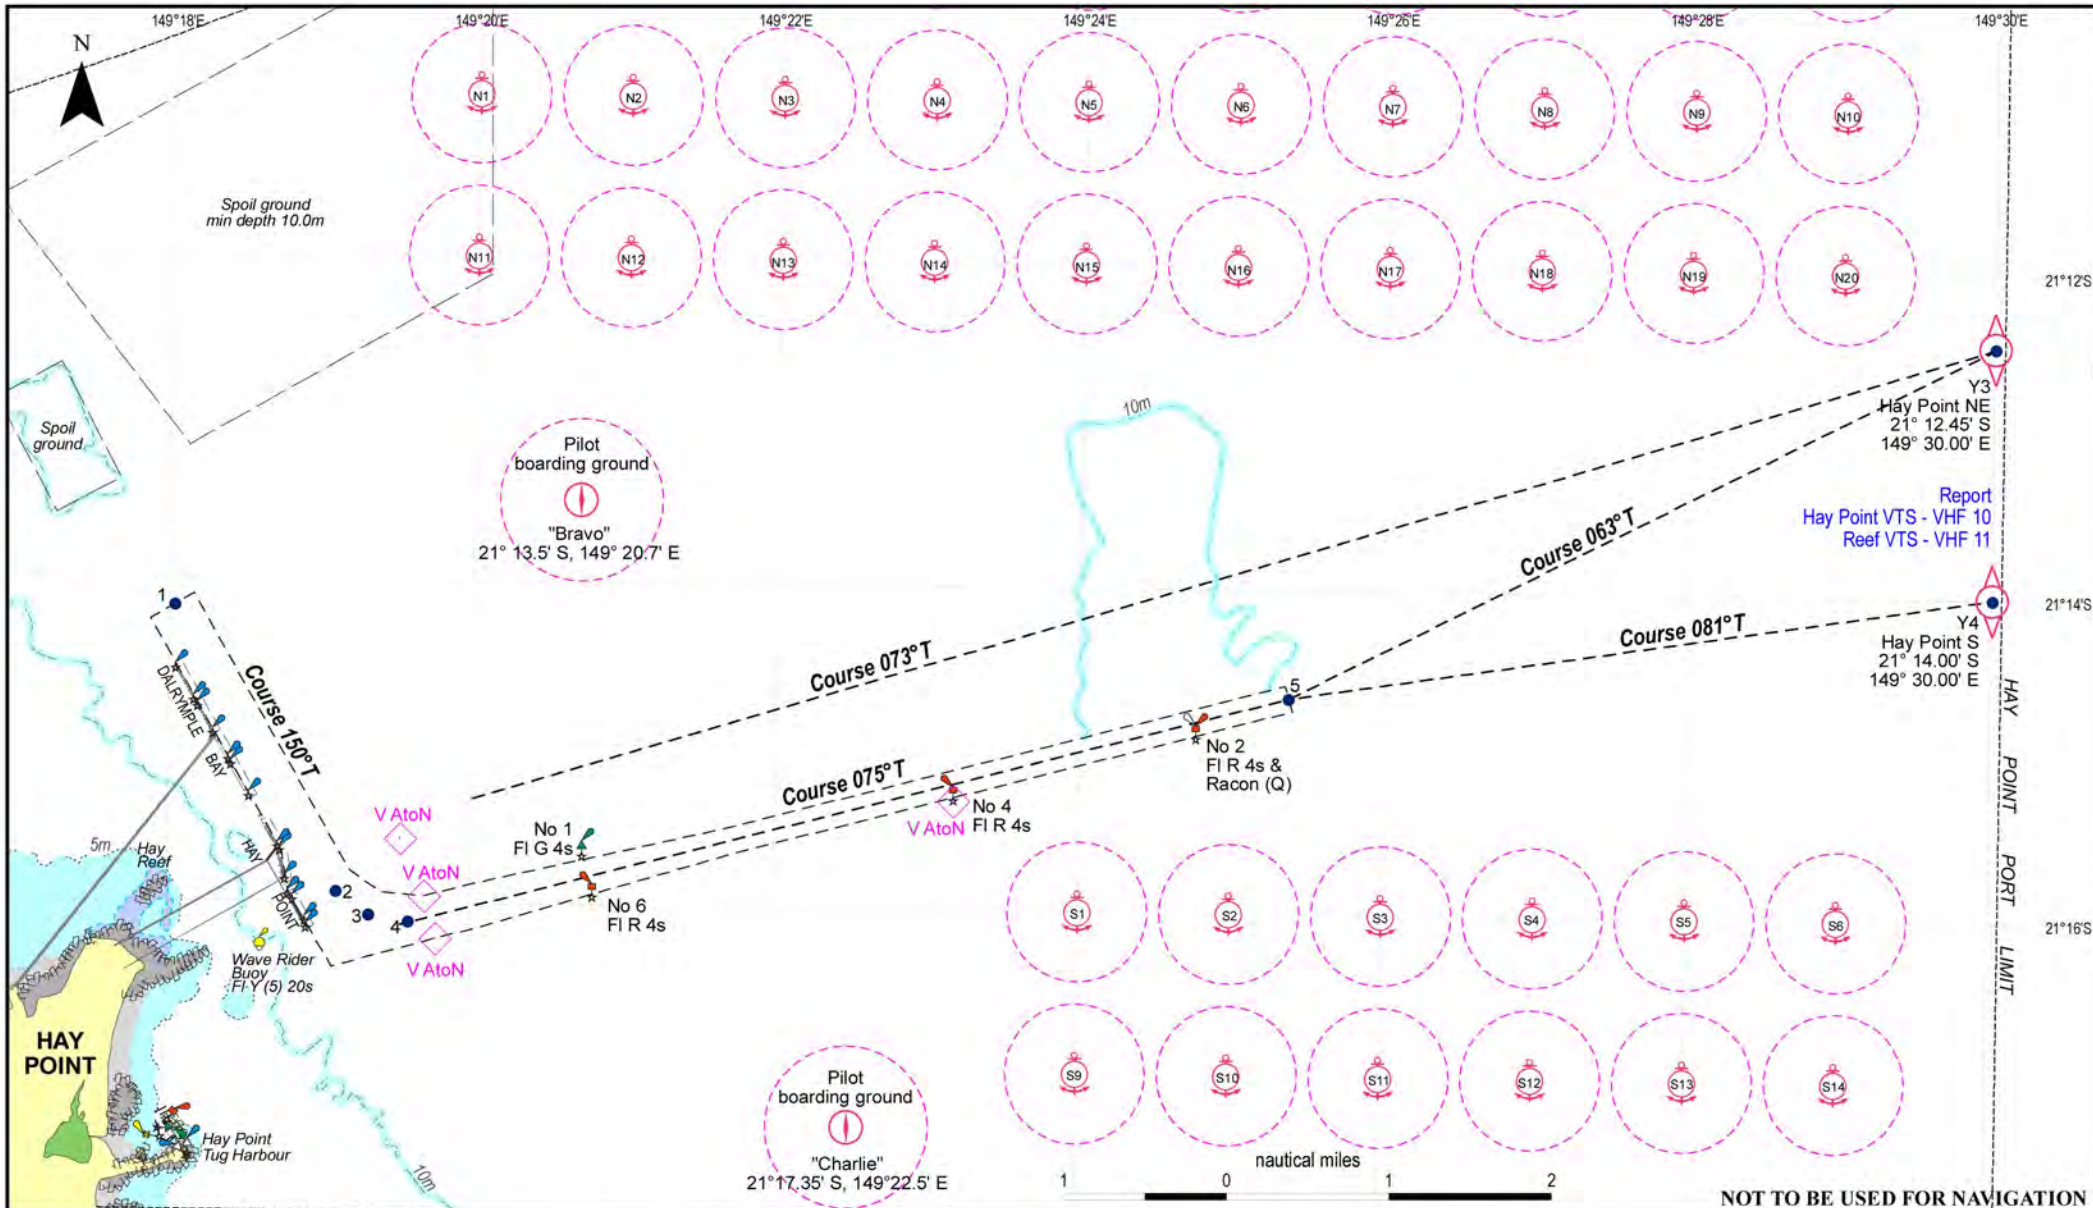 149°18'E
149°20'E
149°22'E
149°24'E
149°26'E
149°28'E
149°30'E
N
N1
N2
N3
N4
N5
N6
N7
N8
N9
N10
Spoil ground
min depth 10.0m
N11
N12
N13
N14
N15
N16
N17
N18
N19
N20
21°12'S
Y3
Hay Point NE
21° 12.45' S
149° 30.00' E
10m
Spoil
ground
Pilot
boarding ground
"Bravo"
21° 13.5' S, 149° 20.7' E
Report
Hay Point VTS - VHF 10
Reef VTS - VHF 11
Course 063°T
1
21°14'S
Course 081°T
Y4
Hay Point S
21° 14.00' S
149° 30.00' E
Course 073°T
DALRYMPLE
BAY
Course 150°T
5
HAY
POINT
PORT
LIMIT
No 2
Fl R 4s &
Racon (Q)
Course 075°T
V AtoN
No 4
Fl R 4s
V AtoN
No 1
Fl G 4s
5m
Hay
Reef
HAY
POINT
V AtoN
2
3
4
No 6
Fl R 4s
V AtoN
S1
S2
S3
S4
S5
S6
21°16'S
Wave Rider
Buoy
Fl Y (5) 20s
HAY
POINT
S9
S10
S11
S12
S13
S14
Pilot
boarding ground
"Charlie"
21°17.35' S, 149°22.5' E
Hay Point
Tug Harbour
10m
nautical miles
1
0
1
2
NOT TO BE USED FOR NAVIGATION